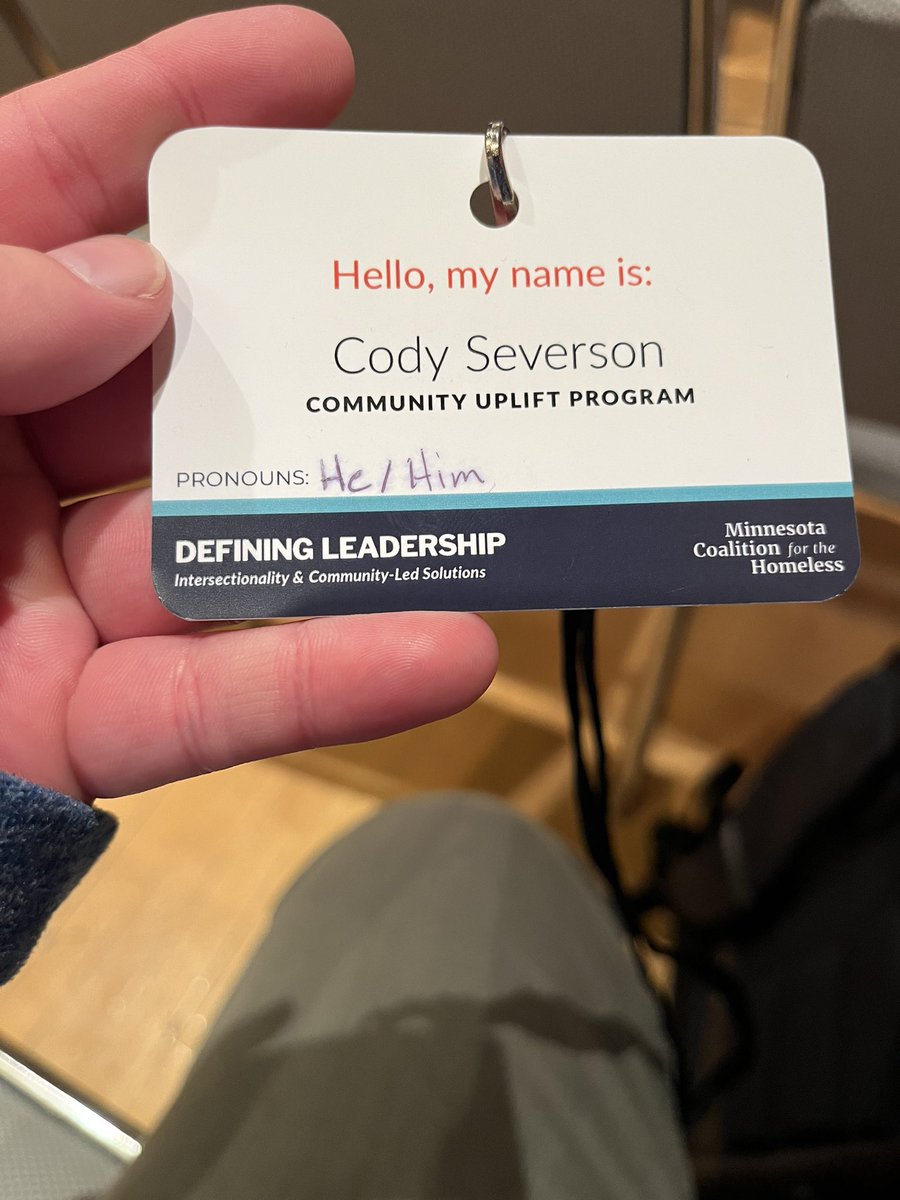 Hello, my name is:
Cody Severson
COMMUNITY UPLIFT PROGRAM
PRONOUNS: He/Him
DEFINING LEADERSHIP
Intersectionality & Community-Led Solutions
Minnesota
Coalition for the
Homeless